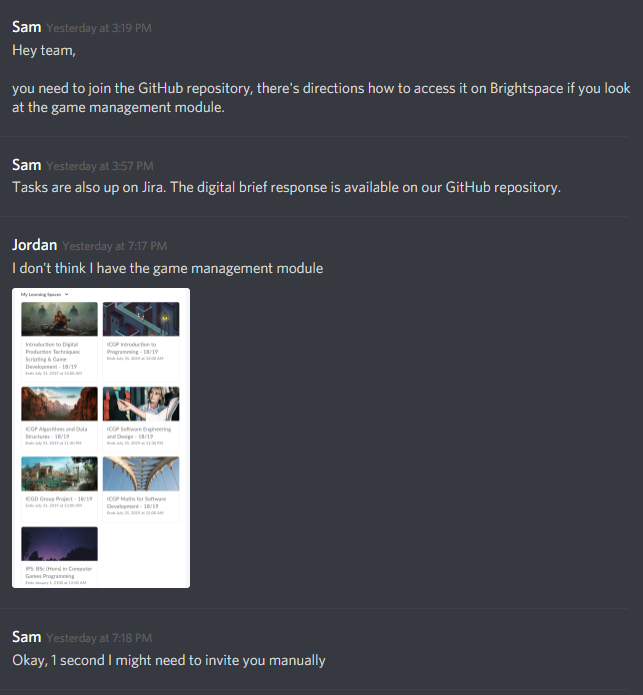 Sam Yesterday at 3:19 PM
Hey team,
you need to join the GitHub repository, there's directions how to access it on Brightspace if you look
at the game management module.
Sam Yesterday at 3:57 PM
Tasks are also up on Jira. The digital brief response is available on our GitHub repository.
Jordan Yesterday at 7:17 PM
I don't think I have the game management module
My Learning Spaces
Introduction to Digital
Production Techniques:
Scripting & Game
Development - 18/19
Ends July 31, 2019 at 12:00 AM
ICGP Introduction to
Programming - 18/19
Ends July 31, 2019 at 12:00 AM
ICGP Algorithms and Data
Structures - 18/19
Ends July 31, 2019 at 11:30 PM
ICGP Software Engineering
and Design - 18/19
Ends July 31, 2019 at 11:30 PM
ICGD Group Project - 18/19
Ends July 31, 2019 at 12:00 AM
ICGP Maths for Software
Development - 18/19
Ends July 31, 2019 at 12:00 AM
IPS: BSc (Hons) in Computer
Games Programming
Ends January 1, 2100 at 12:00 AM
Sam Yesterday at 7:18 PM
Okay, 1 second I might need to invite you manually